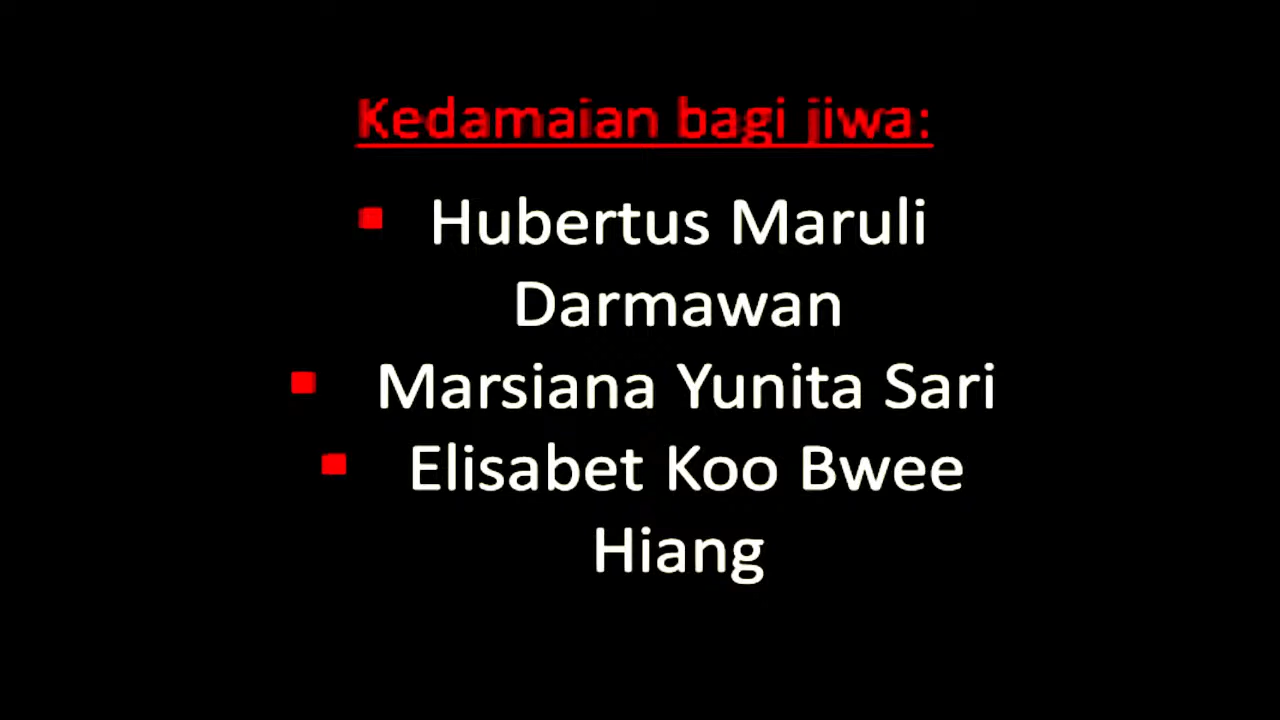 Kedamaian bagi jiwa:
▪ Hubertus Maruli
Darmawan
▪ Marsiana Yunita Sari
▪ Elisabet Koo Bwee
Hiang